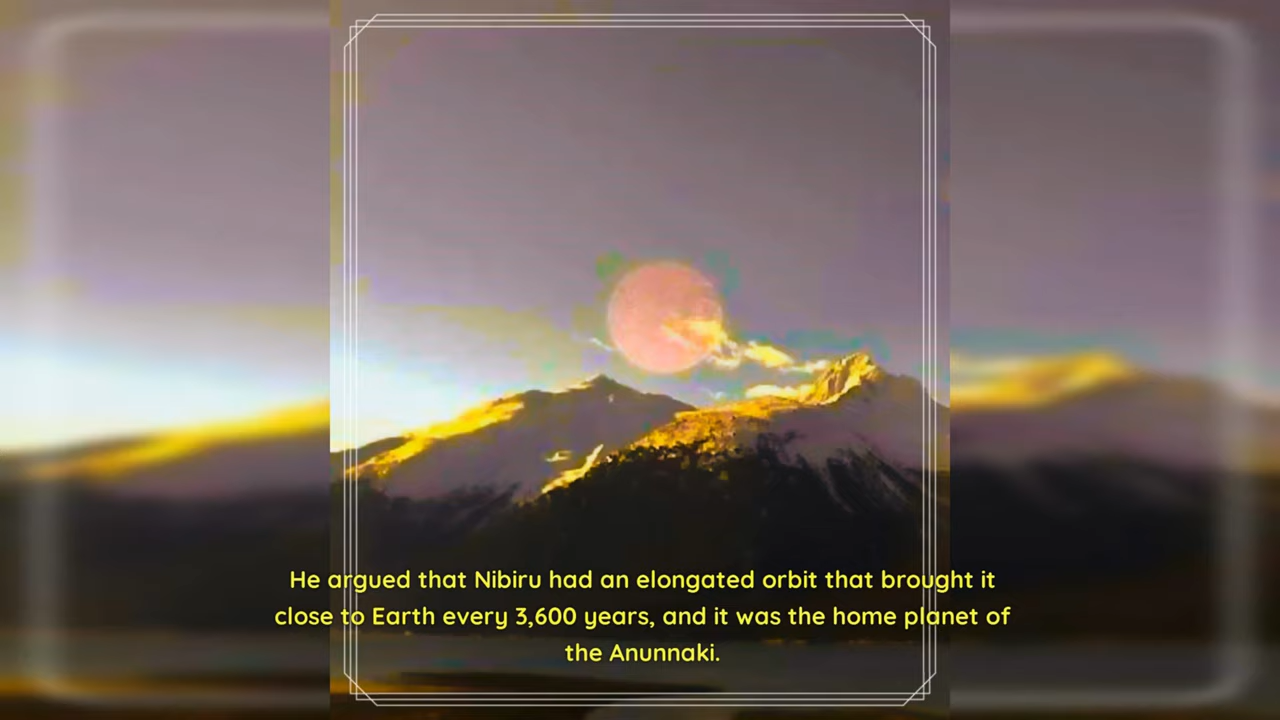 He argued that Nibiru had an elongated orbit that brought it
close to Earth every 3,600 years, and it was the home planet of
the Anunnaki.